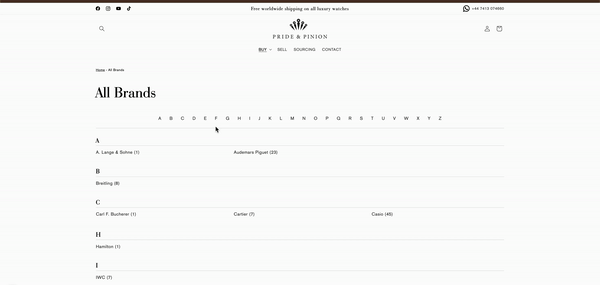 Free worldwide shipping on all luxury watches
+44 7413 074660
PRIDE & PINION
BUY SELL SOURCING CONTACT
Home › All Brands
All Brands
A B C D E F G H I J K L M N O P Q R S T U V W X Y Z
A
A. Lange & Sohne (1) Audemars Piguet (23)
B
Breitling (8)
C
Carl F. Bucherer (1) Cartier (7) Casio (45)
H
Hamilton (1)
I
IWC (7)